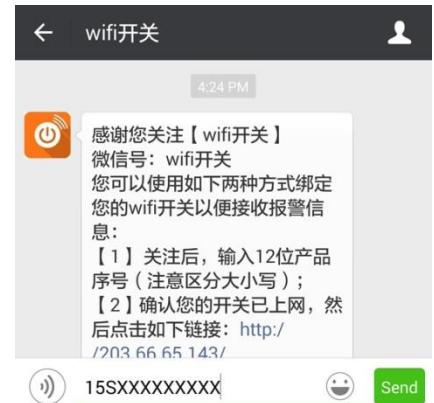 wifi开关
4:24 PM
感谢您关注【wifi开关】
微信号：wifi开关
您可以使用如下两种方式绑定
您的wifi开关以便接收报警信
息：
【1】关注后，输入12位产品
序号（注意区分大小写）；
【2】确认您的开关已上网，然
后点击如下链接：http:/
/203.66.65.143/
15SXXXXXXXXX
Send